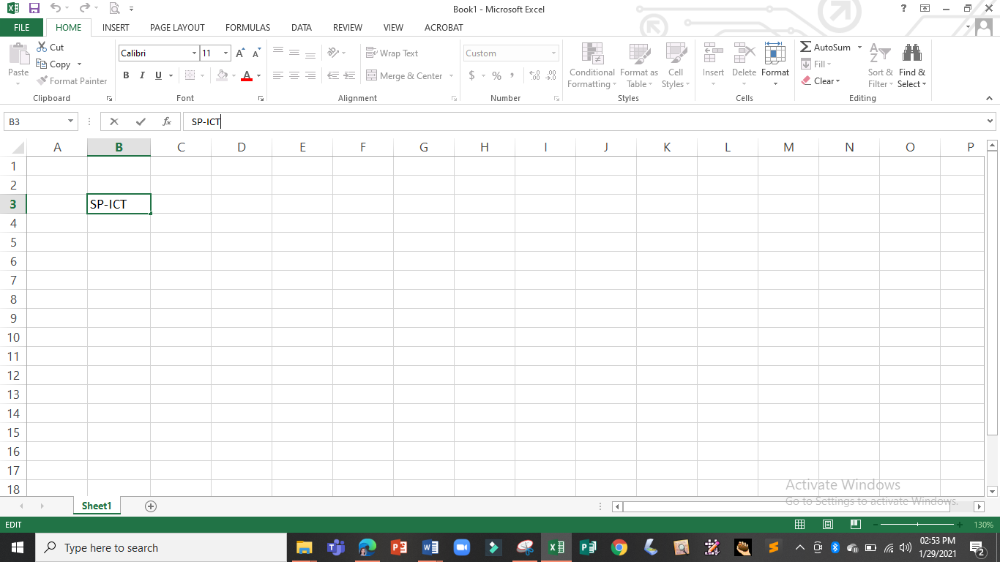 Book1 - Microsoft Excel
?
FILE HOME INSERT PAGE LAYOUT FORMULAS DATA REVIEW VIEW ACROBAT
Paste
Cut
Copy
Format Painter
Clipboard
Calibri 11 A A
B I U A
Font
Wrap Text
Merge & Center
Alignment
Custom
$ % , .00 .0
Number
Conditional Formatting
Format as Table
Cell Styles
Styles
Insert Delete Format
Cells
AutoSum
Fill
Clear
Sort & Filter
Find & Select
Editing
B3 fx SP-ICT
A B C D E F G H I J K L M N O P
1
2
3 SP-ICT
4
5
6
7
8
9
10
11
12
13
14
15
16
17
18
Activate Windows
Go to Settings to activate Windows.
Sheet1
EDIT 130%
Type here to search
02:53 PM
1/29/2021
2